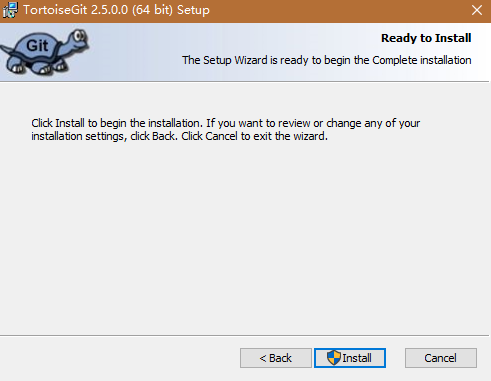 TortoiseGit 2.5.0.0 (64 bit) Setup
Git
Ready to Install
The Setup Wizard is ready to begin the Complete installation
Click Install to begin the installation. If you want to review or change any of your
installation settings, click Back. Click Cancel to exit the wizard.
< Back
Install
Cancel